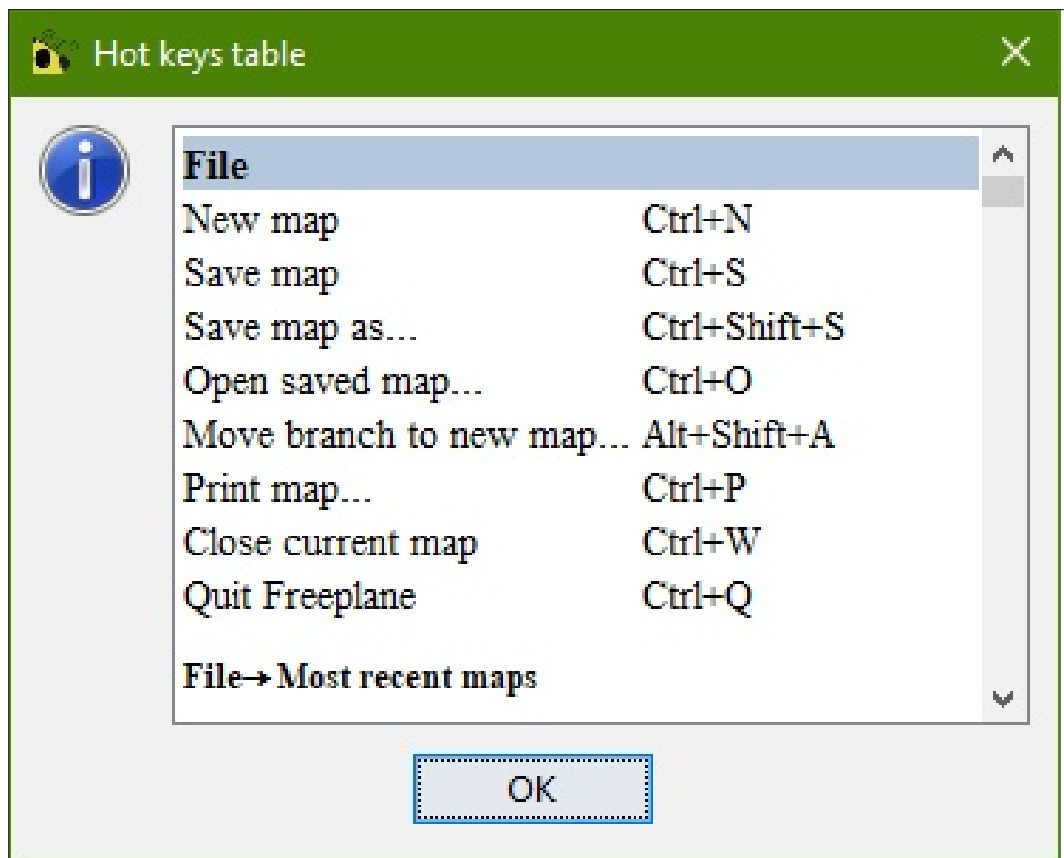 Hot keys table
File
New map Ctrl+N
Save map Ctrl+S
Save map as... Ctrl+Shift+S
Open saved map... Ctrl+O
Move branch to new map... Alt+Shift+A
Print map... Ctrl+P
Close current map Ctrl+W
Quit Freeplane Ctrl+Q
File→Most recent maps
OK